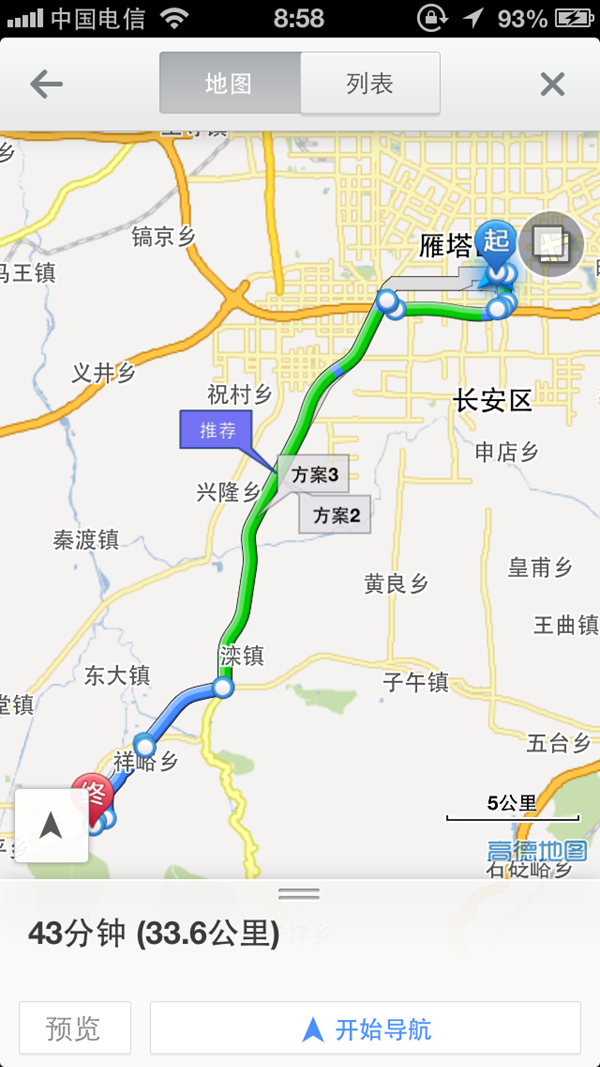 中国电信
8:58
93%
地图
列表
镐京乡
马王镇
雁塔
起
义井乡
祝村乡
长安区
推荐
方案3
申店乡
兴隆乡
方案2
秦渡镇
黄良乡
皇甫乡
王曲镇
滦镇
东大镇
子午镇
堂镇
祥峪乡
五台乡
终
5公里
高德地图
石砭峪乡
43分钟 (33.6公里)
预览
开始导航